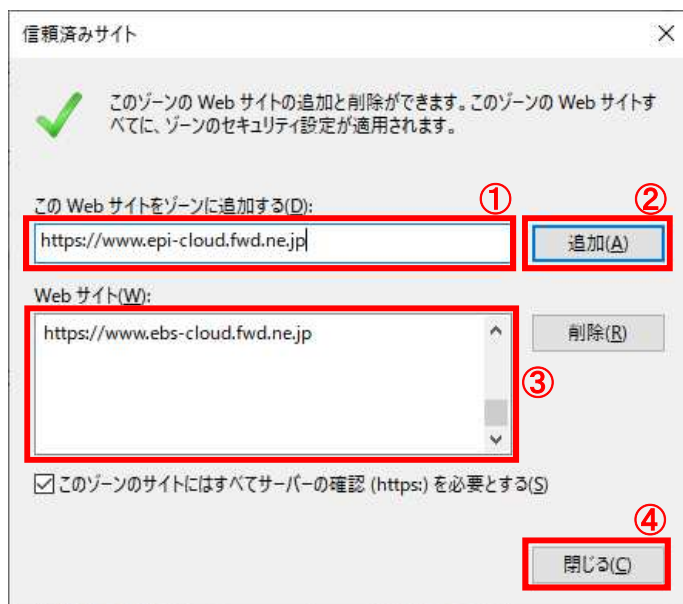 信頼済みサイト
このゾーンの Web サイトの追加と削除ができます。このゾーンの Web サイトす
べてに、ゾーンのセキュリティ設定が適用されます。
この Web サイトをゾーンに追加する(D):
①
②
https://www.epi-cloud.fwd.ne.jp
追加(A)
Web サイト(W):
https://www.ebs-cloud.fwd.ne.jp
削除(R)
③
このゾーンのサイトにはすべてサーバーの確認 (https:) を必要とする(S)
④
閉じる(C)